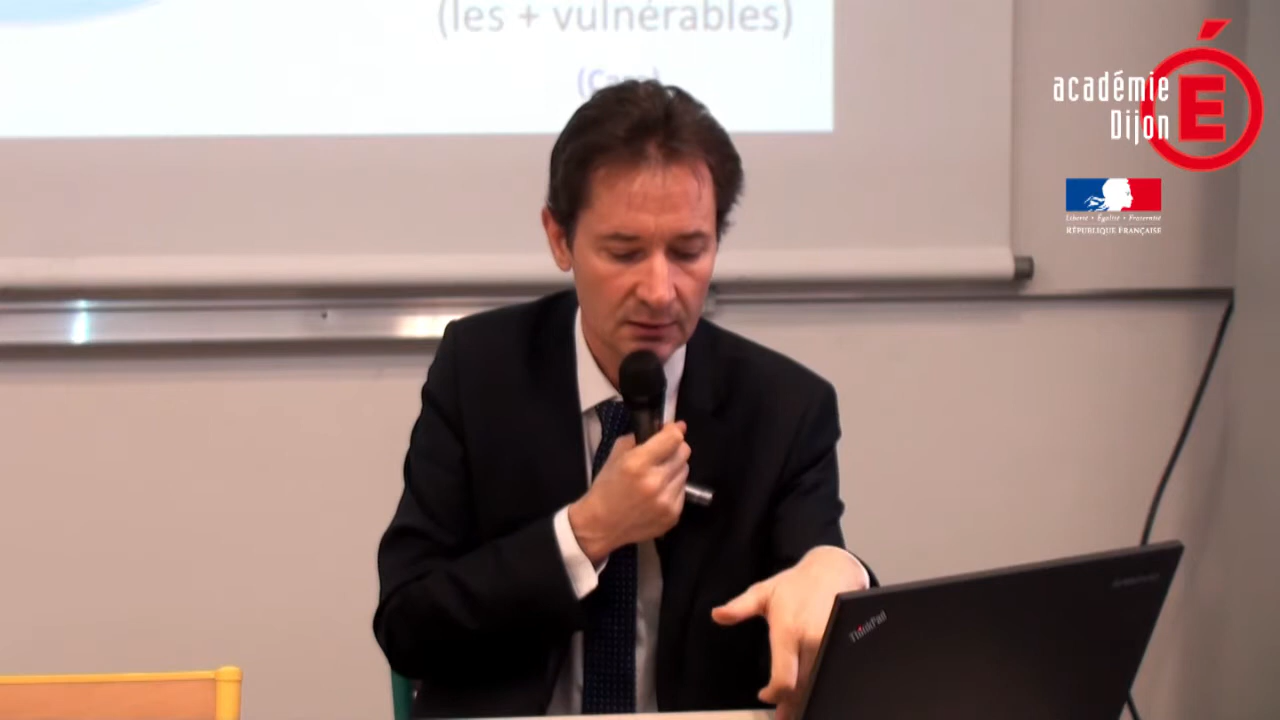 (les + vulnérables)
académie
Dijon
É
Liberté • Égalité • Fraternité
RÉPUBLIQUE FRANÇAISE
ThinkPad